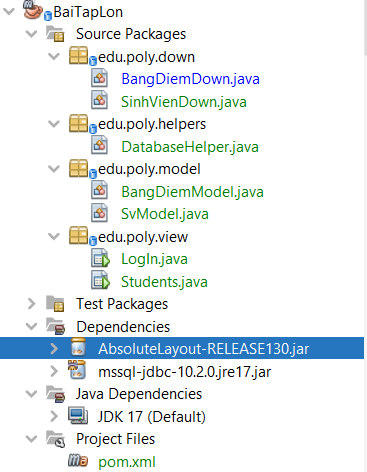 BaiTapLon
Source Packages
edu.poly.down
BangDiemDown.java
SinhVienDown.java
edu.poly.helpers
DatabaseHelper.java
edu.poly.model
BangDiemModel.java
SvModel.java
edu.poly.view
LogIn.java
Students.java
Test Packages
Dependencies
AbsoluteLayout-RELEASE130.jar
mssql-jdbc-10.2.0.jre17.jar
Java Dependencies
JDK 17 (Default)
Project Files
pom.xml